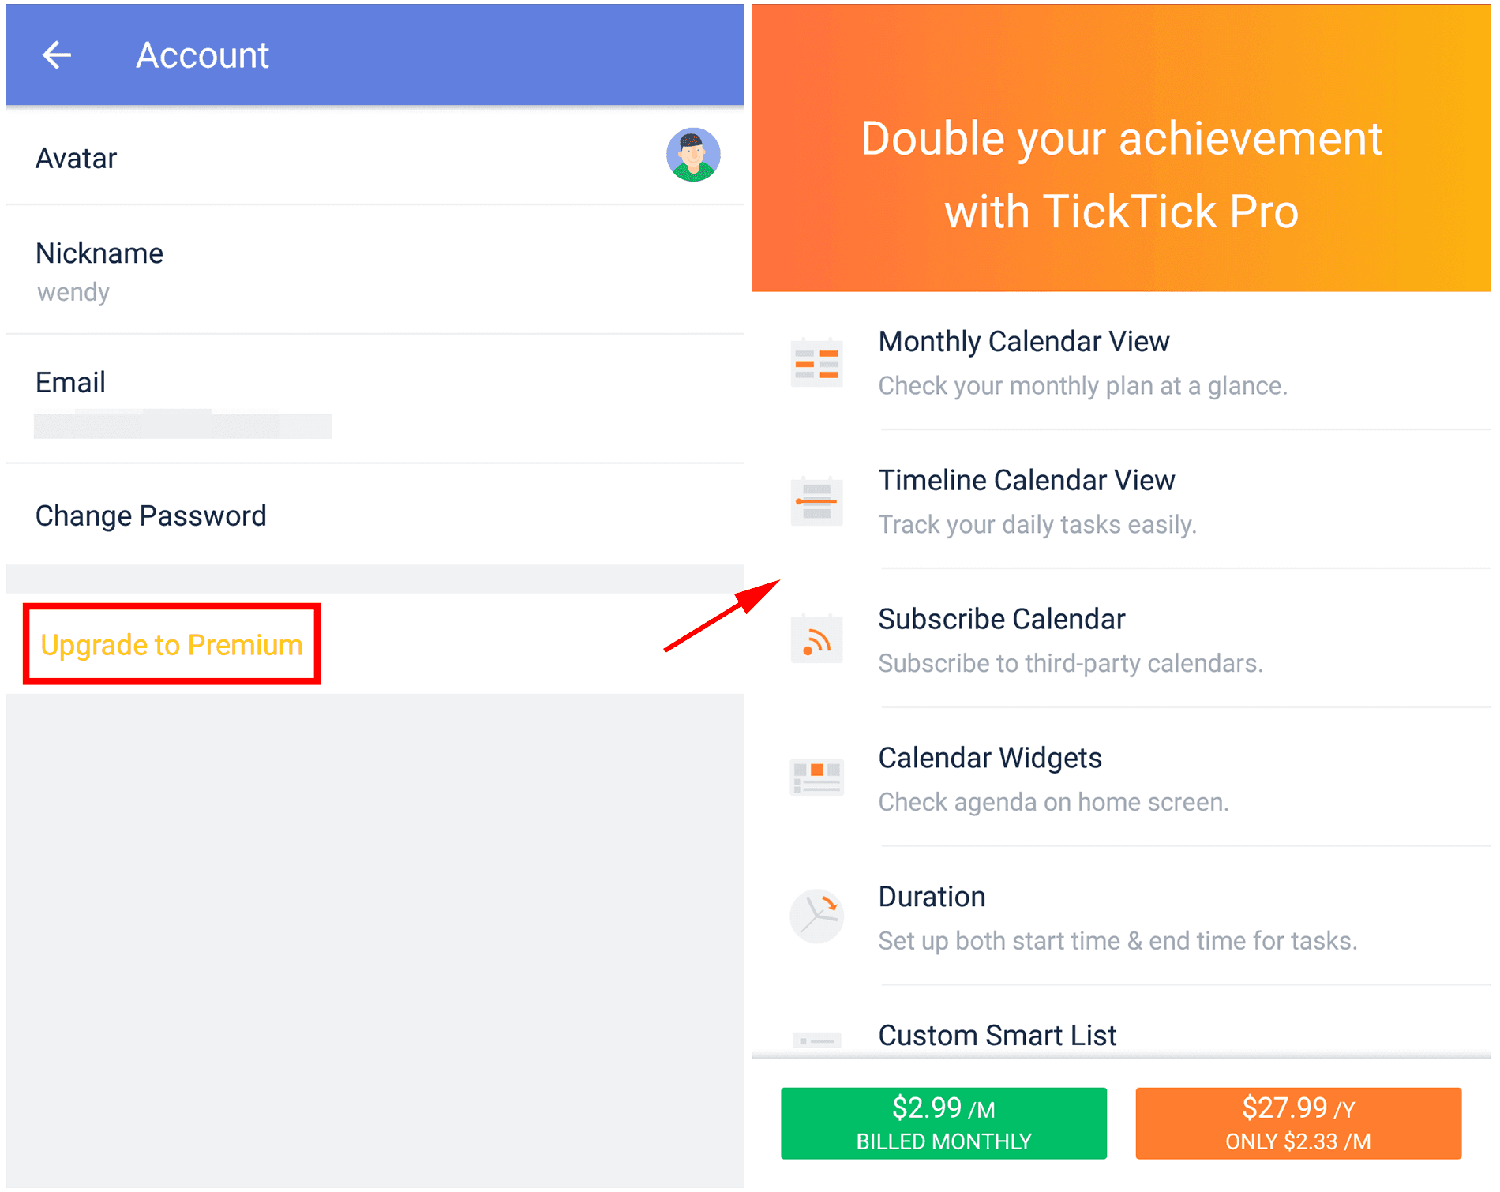 Account
Avatar
Nickname
wendy
Email
Change Password
Upgrade to Premium
Double your achievement
with TickTick Pro
Monthly Calendar View
Check your monthly plan at a glance.
Timeline Calendar View
Track your daily tasks easily.
Subscribe Calendar
Subscribe to third-party calendars.
Calendar Widgets
Check agenda on home screen.
Duration
Set up both start time & end time for tasks.
Custom Smart List
$2.99 /M
BILLED MONTHLY
$27.99 /Y
ONLY $2.33 /M